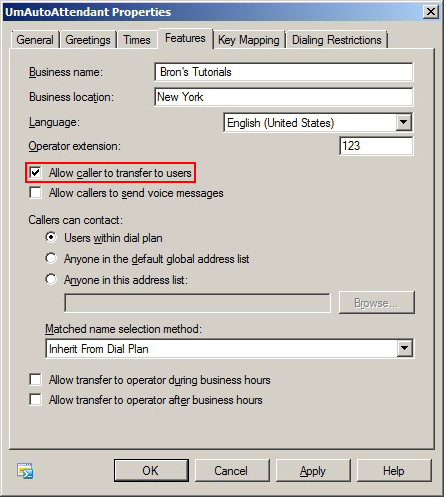 UmAutoAttendant Properties
General Greetings Times Features Key Mapping Dialing Restrictions
Business name: Bron's Tutorials
Business location: New York
Language: English (United States)
Operator extension: 123
Allow caller to transfer to users
Allow callers to send voice messages
Callers can contact:
Users within dial plan
Anyone in the default global address list
Anyone in this address list:
Browse...
Matched name selection method:
Inherit From Dial Plan
Allow transfer to operator during business hours
Allow transfer to operator after business hours
OK Cancel Apply Help